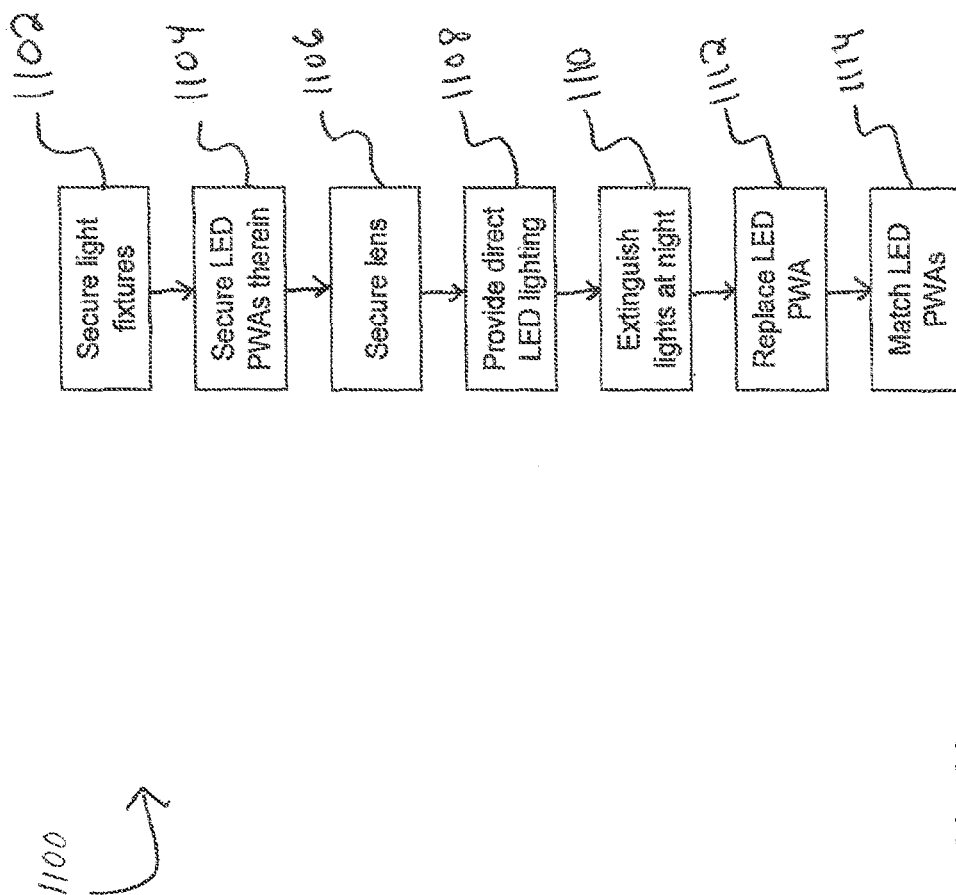 1100
Secure light
fixtures
1102
Secure LED
PWAs therein
1104
Secure lens
1106
Provide direct
LED lighting
1108
Extinguish
lights at night
1110
Replace LED
PWA
1112
Match LED
PWAs
1114